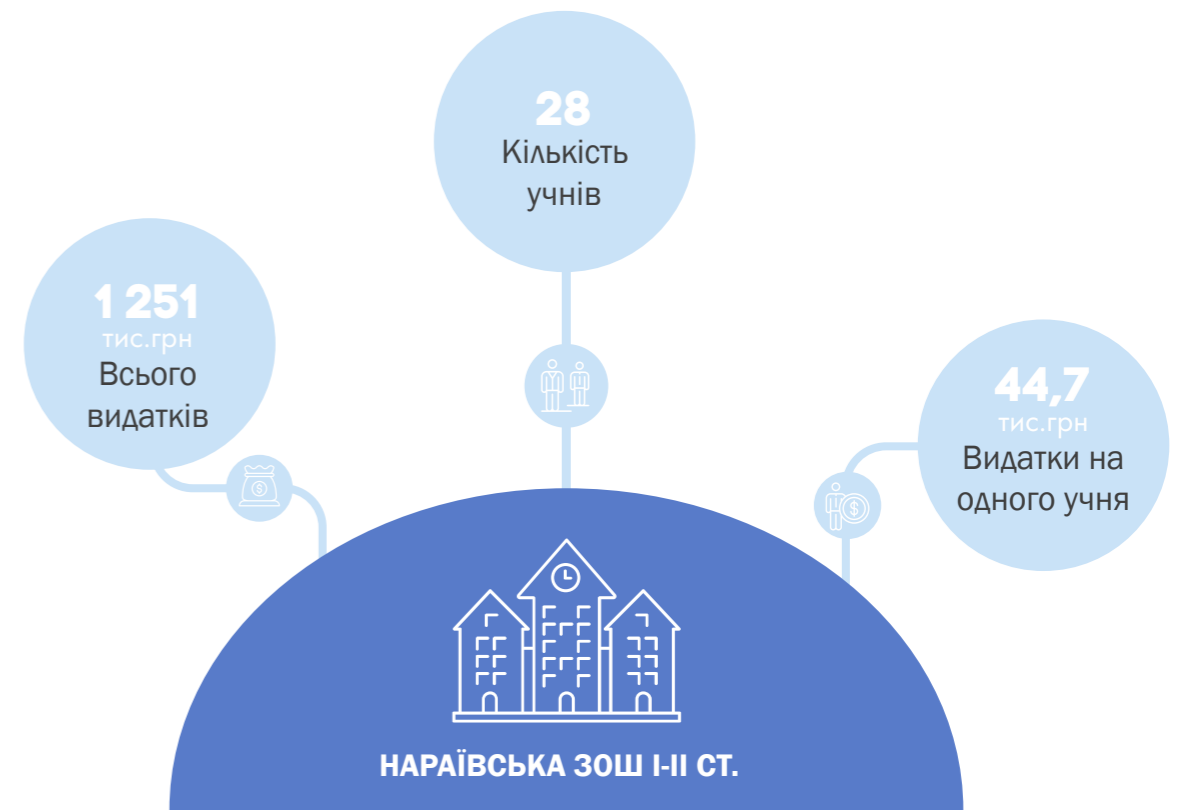 28
Кількість
учнів
1 251
тис.грн
Всього
видатків
44,7
тис.грн
Видатки на
одного учня
НАРАЇВСЬКА ЗОШ І-ІІ СТ.